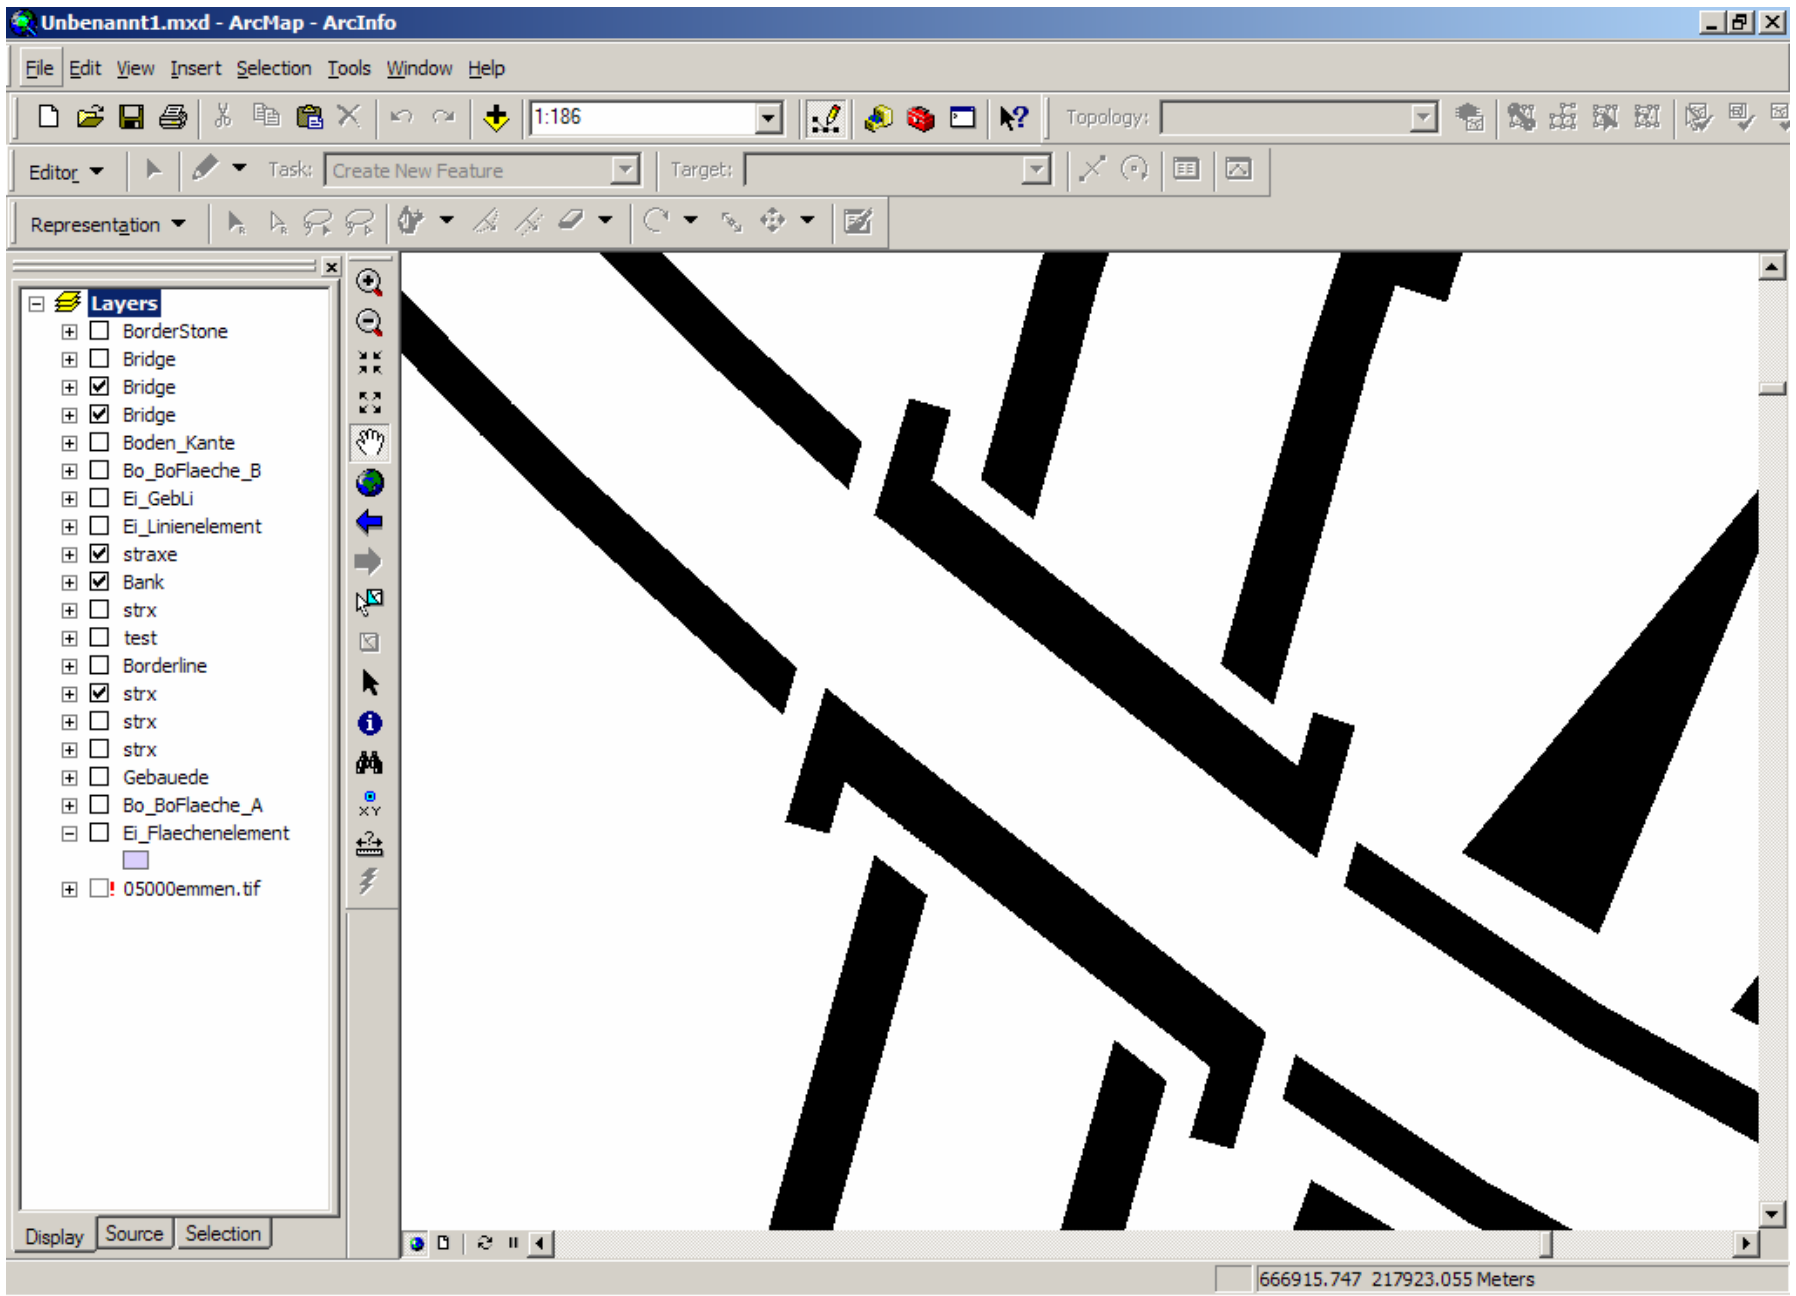 Unbenannt1.mxd - ArcMap - ArcInfo
File Edit View Insert Selection Tools Window Help
1:186 Topology:
Editor Task: Create New Feature Target:
Representation
Layers
BorderStone
Bridge
Bridge
Bridge
Boden_Kante
Bo_BoFlaeche_B
Ei_GebLi
Ei_Linienelement
straxe
Bank
strx
test
Borderline
strx
strx
strx
Gebauede
Bo_BoFlaeche_A
Ei_Flaechenelement
05000emmen.tif
XY
Display Source Selection
666915.747 217923.055 Meters